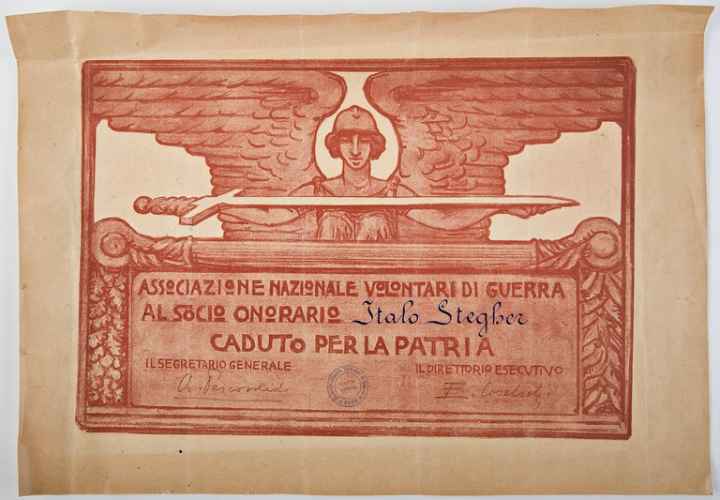 ASSOCIAZIONE NAZIONALE VOLONTARI DI GUERRA
AL SOCIO ONORARIO Italo Stegher
CADUTO PER LA PATRIA
IL SEGRETARIO GENERALE IL DIRETTORIO ESECUTIVO